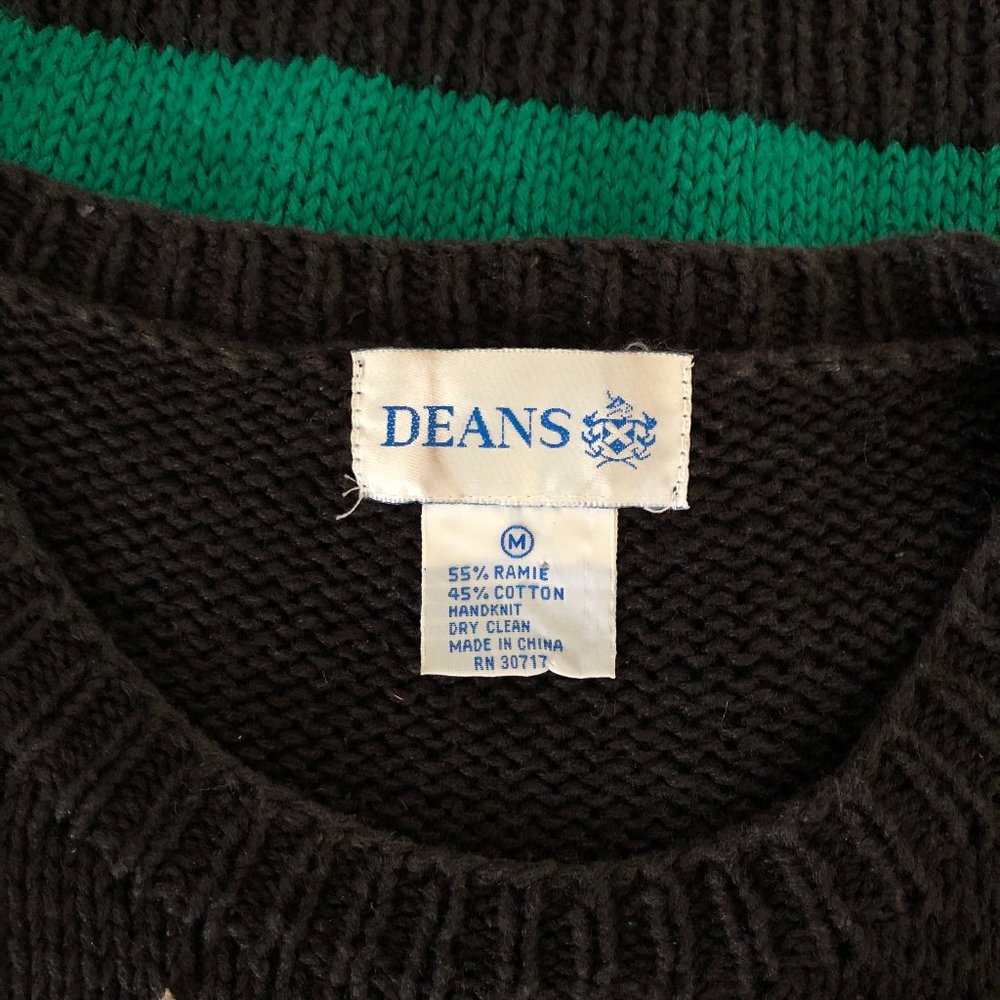 DEANS
M
55% RAMIE
45% COTTON
HANDKNIT
DRY CLEAN
MADE IN CHINA
RN 30717